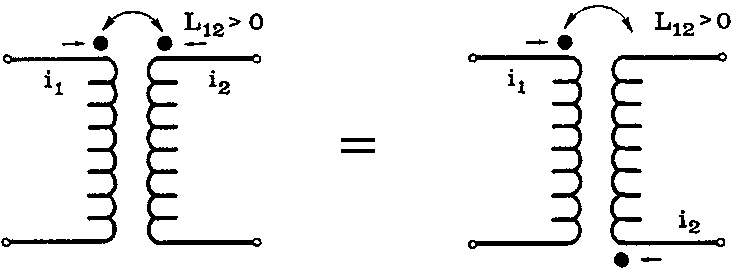 L₁₂ > 0
i₁
i₂
=
L₁₂ > 0
i₁
i₂